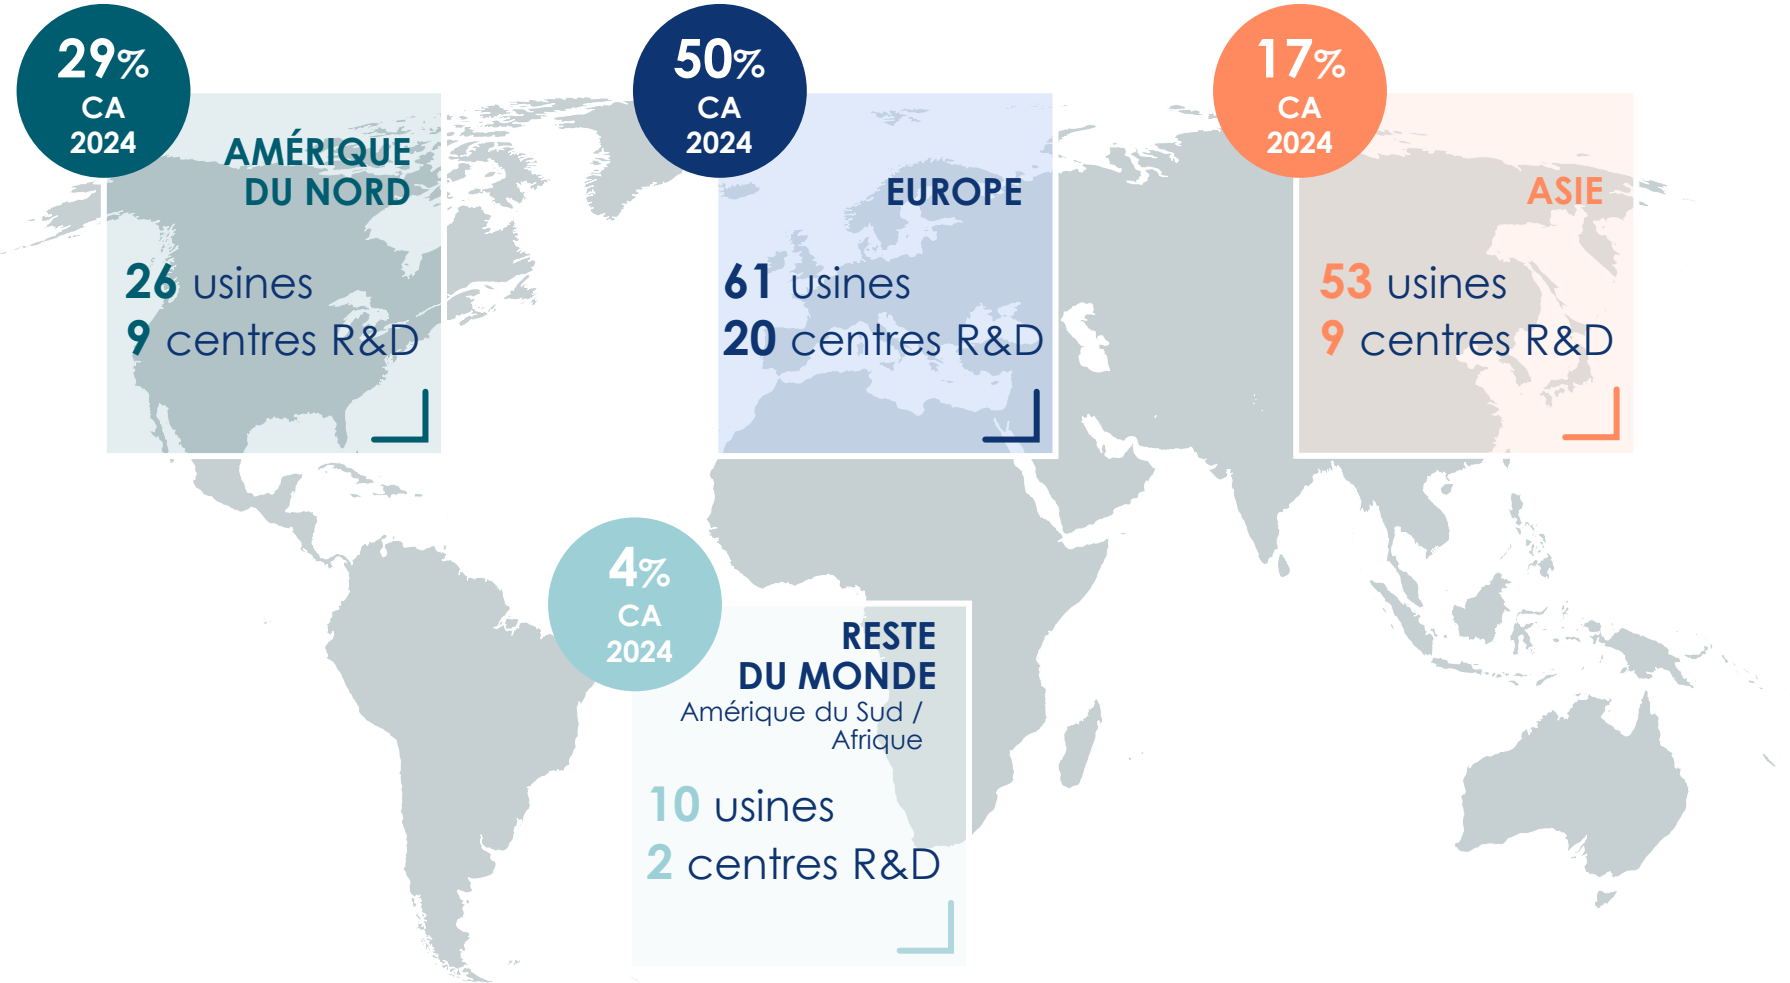 29%
CA
2024
AMÉRIQUE
DU NORD
26 usines
9 centres R&D
50%
CA
2024
EUROPE
61 usines
20 centres R&D
17%
CA
2024
ASIE
53 usines
9 centres R&D
4%
CA
2024
RESTE
DU MONDE
Amérique du Sud /
Afrique
10 usines
2 centres R&D